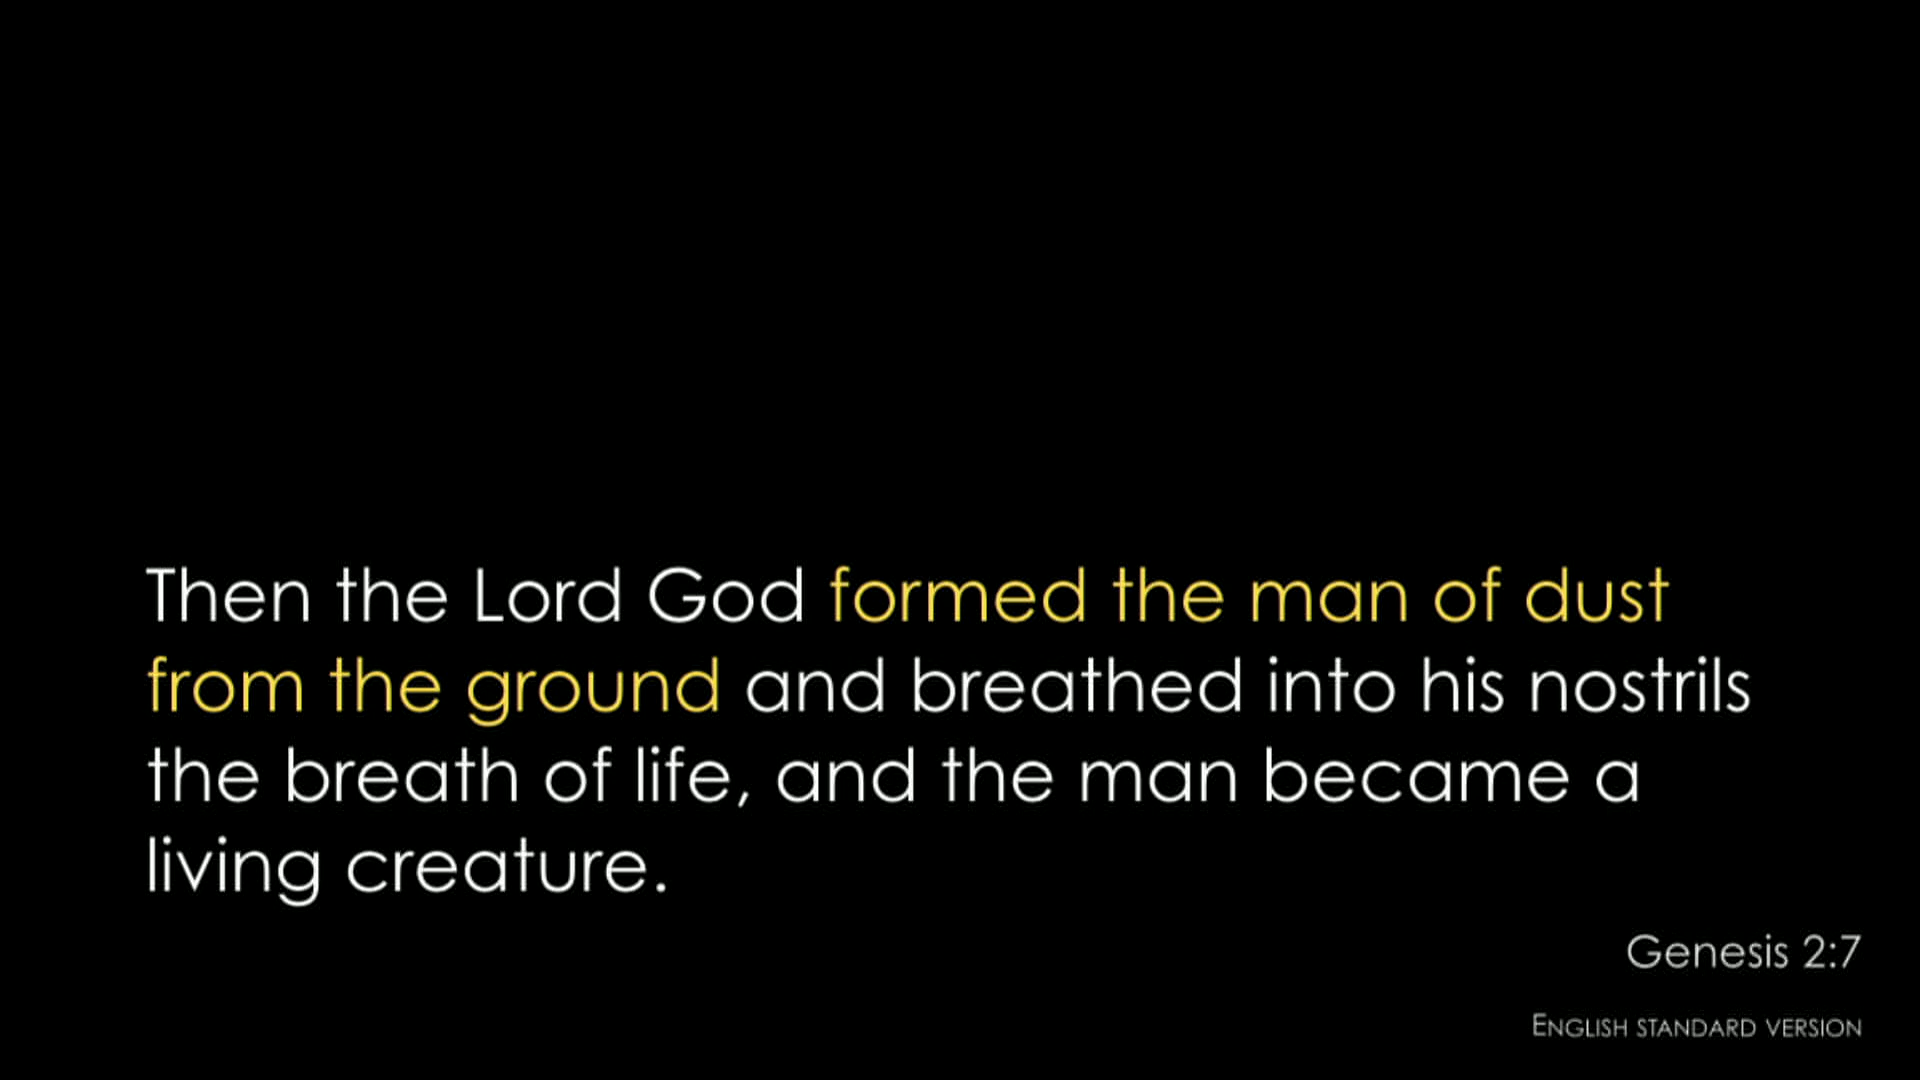 Then the Lord God formed the man of dust
from the ground and breathed into his nostrils
the breath of life, and the man became a
living creature.
Genesis 2:7
ENGLISH STANDARD VERSION